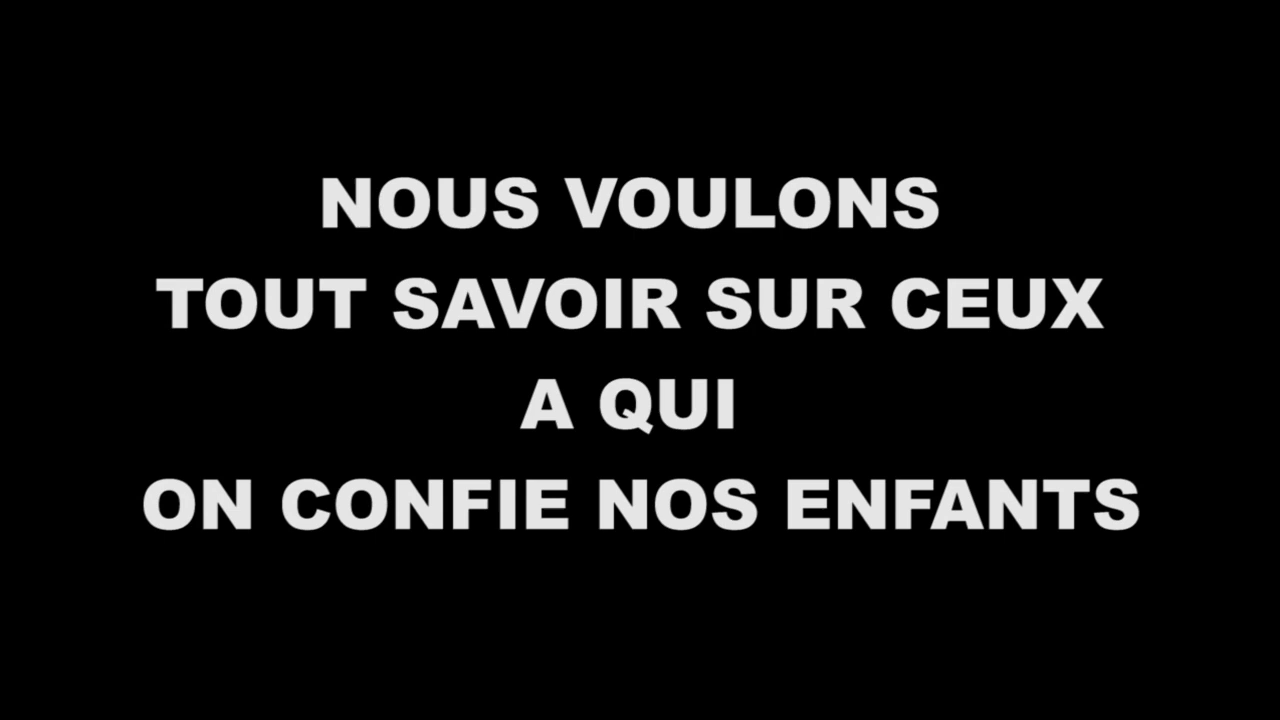 NOUS VOULONS
TOUT SAVOIR SUR CEUX
A QUI
ON CONFIE NOS ENFANTS